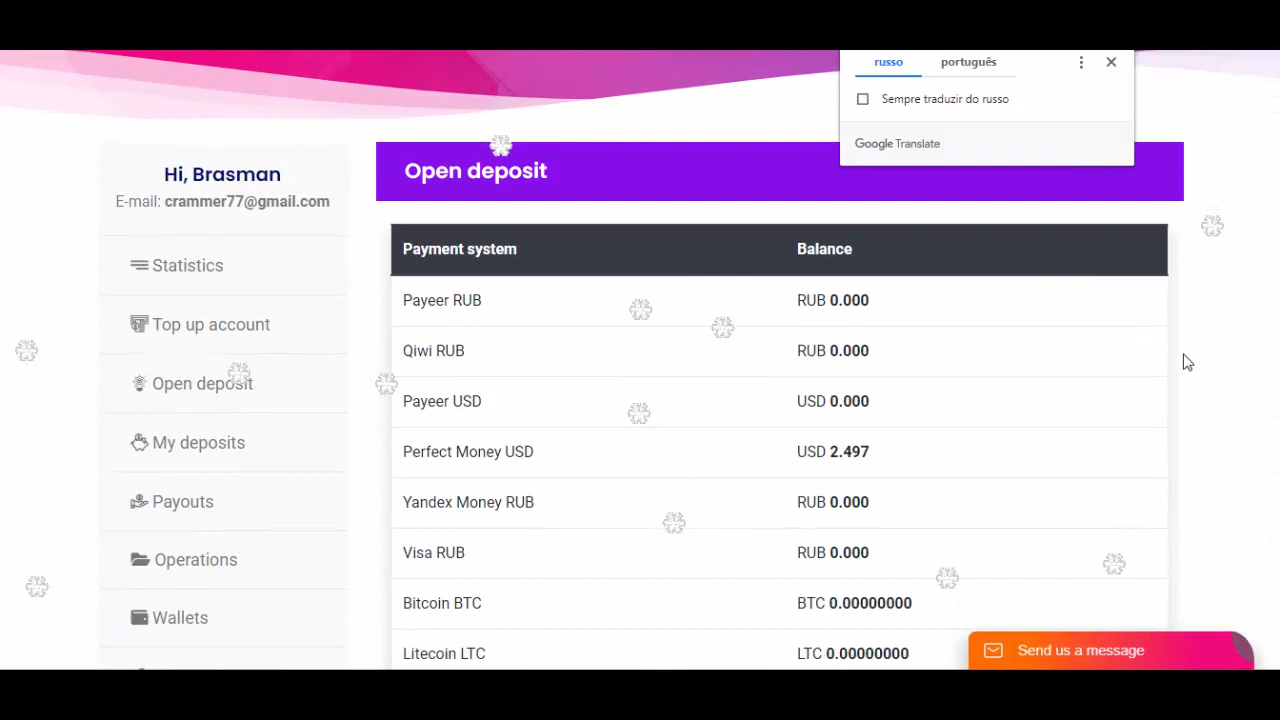 russo português
Sempre traduzir do russo
Google Translate
Hi, Brasman
E-mail: crammer77@gmail.com
Statistics
Top up account
Open deposit
My deposits
Payouts
Operations
Wallets
Open deposit
Payment system Balance
Payeer RUB RUB 0.000
Qiwi RUB RUB 0.000
Payeer USD USD 0.000
Perfect Money USD USD 2.497
Yandex Money RUB RUB 0.000
Visa RUB RUB 0.000
Bitcoin BTC BTC 0.00000000
Litecoin LTC LTC 0.00000000
Send us a message